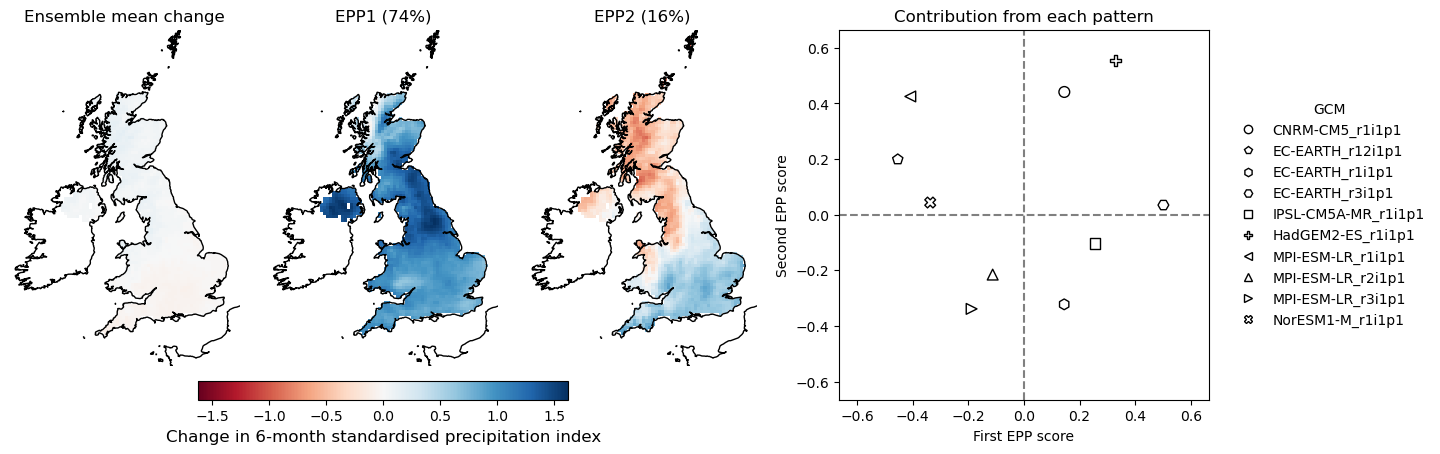 Ensemble mean change
EPP1 (74%)
EPP2 (16%)
Contribution from each pattern
−1.5 −1.0 −0.5 0.0 0.5 1.0 1.5
Change in 6-month standardised precipitation index
Second EPP score
0.6
0.4
0.2
0.0
−0.2
−0.4
−0.6
−0.6 −0.4 −0.2 0.0 0.2 0.4 0.6
First EPP score
GCM
CNRM-CM5_r1i1p1
EC-EARTH_r12i1p1
EC-EARTH_r1i1p1
EC-EARTH_r3i1p1
IPSL-CM5A-MR_r1i1p1
HadGEM2-ES_r1i1p1
MPI-ESM-LR_r1i1p1
MPI-ESM-LR_r2i1p1
MPI-ESM-LR_r3i1p1
NorESM1-M_r1i1p1